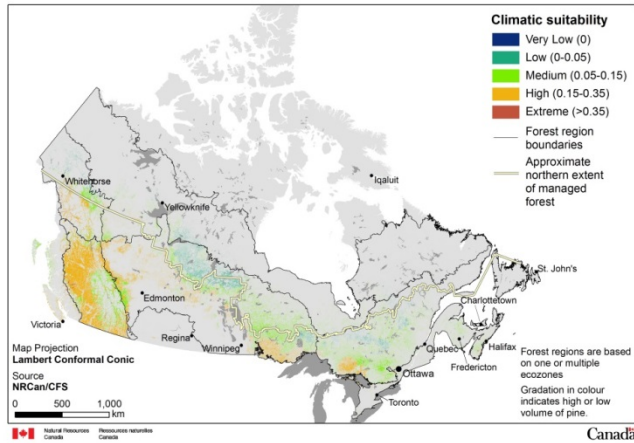 Climatic suitability
Very Low (0)
Low (0-0.05)
Medium (0.05-0.15)
High (0.15-0.35)
Extreme (>0.35)
Forest region
boundaries
Approximate
northern extent
of managed
forest
Iqaluit
Whitehorse
Yellowknife
St. John's
Charlottetown
Edmonton
Victoria
Regina
Winnipeg
Quebec
Halifax
Fredericton
Ottawa
Toronto
Map Projection
Lambert Conformal Conic
Source
NRCan/CFS
0 500 1,000
km
Forest regions are based
on one or multiple
ecozones
Gradation in colour
indicates high or low
volume of pine.
Natural Resources Ressources naturelles
Canada Canada
Canada